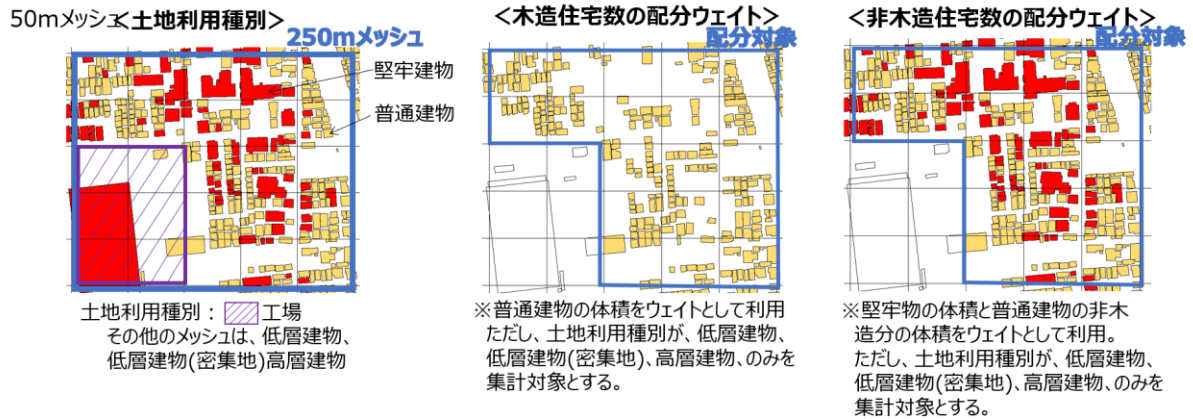 50mメッシュ
<土地利用種別>
250mメッシュ
堅牢建物
普通建物
土地利用種別： 工場
その他のメッシュは、低層建物、
低層建物(密集地)高層建物
<木造住宅数の配分ウェイト>
配分対象
※普通建物の体積をウェイトとして利用
ただし、土地利用種別が、低層建物、
低層建物(密集地)、高層建物、のみを
集計対象とする。
<非木造住宅数の配分ウェイト>
配分対象
※堅牢物の体積と普通建物の非木
造分の体積をウェイトとして利用。
ただし、土地利用種別が、低層建物、
低層建物(密集地)、高層建物、のみを
集計対象とする。